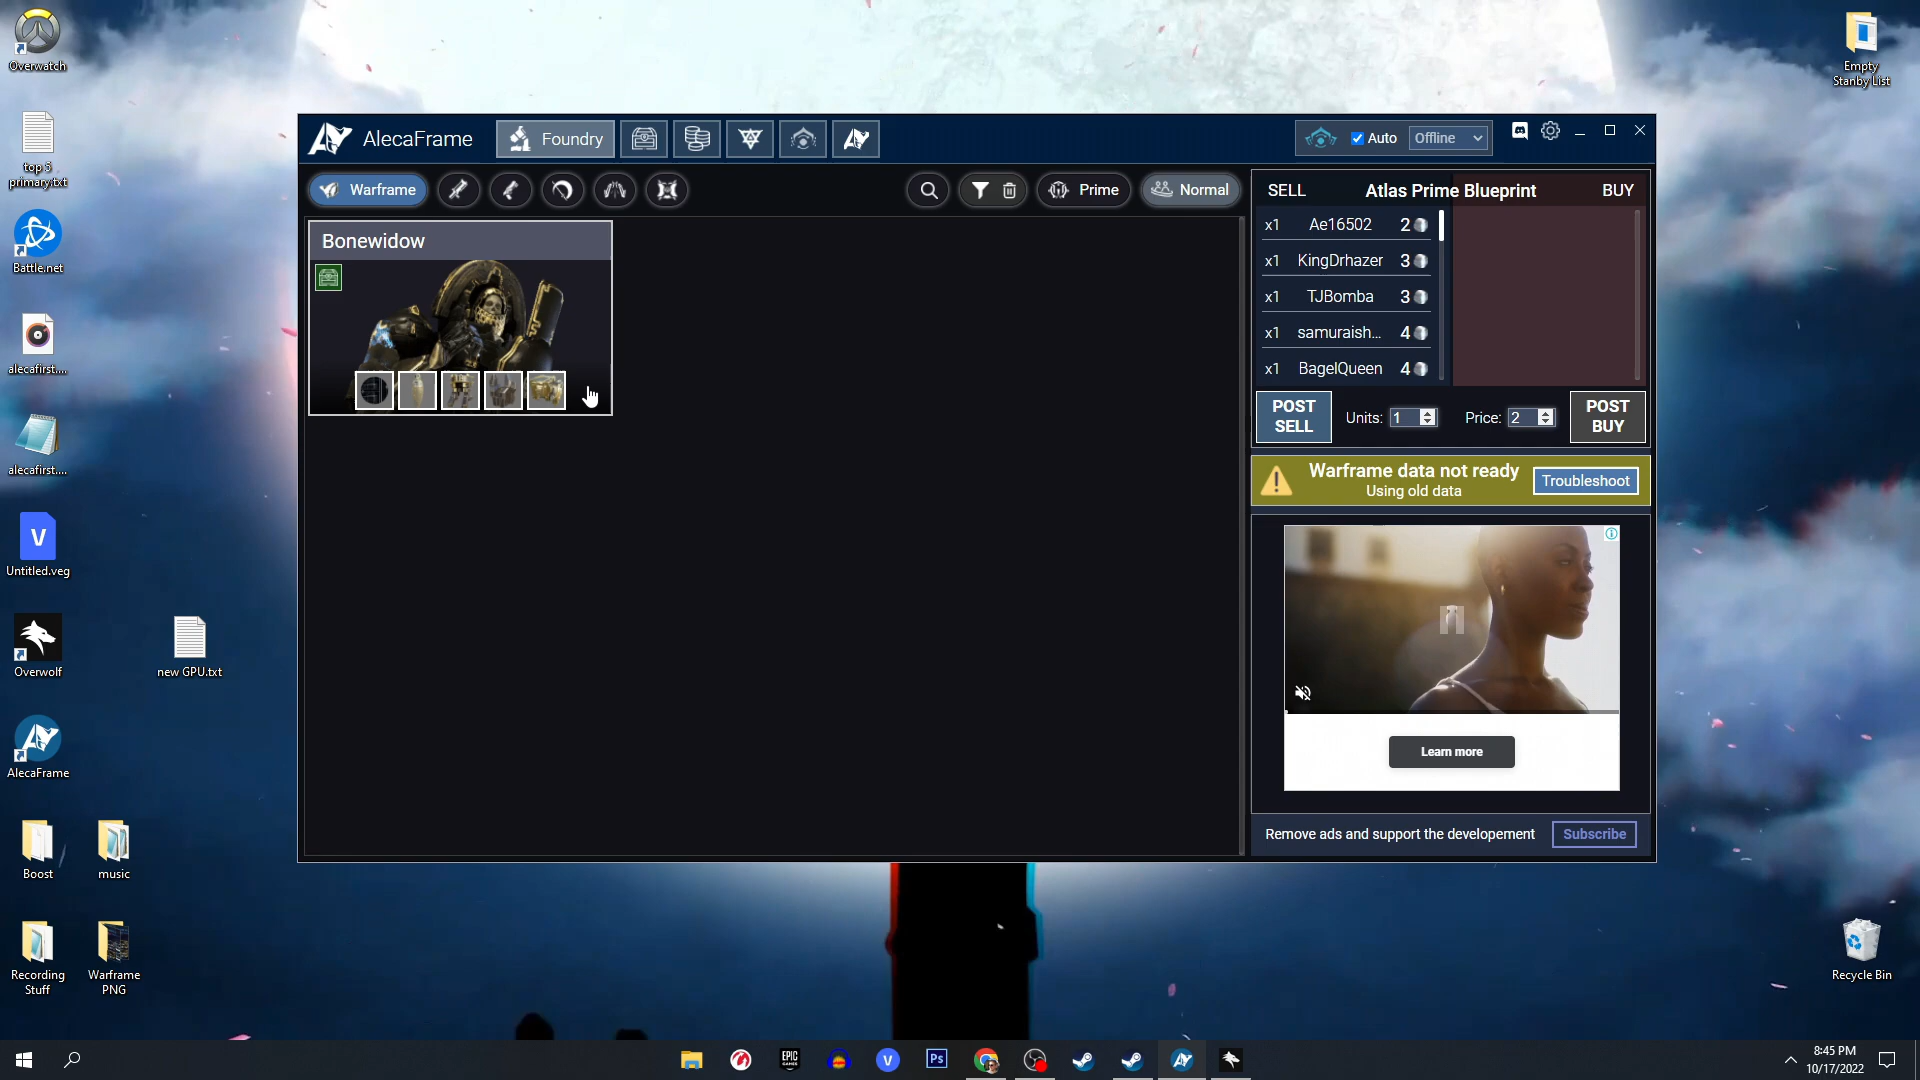 Overwatch
top 5
primary.txt
Battle.net
alecafirst....
alecafirst....
V
Untitled.veg
Overwolf
new GPU.txt
AlecaFrame
Boost
music
Recording
Stuff
Warframe
PNG
Empty
Stanby List
Recycle Bin
AlecaFrame
Foundry
Auto
Offline
Warframe
Prime
Normal
Bonewidow
SELL
Atlas Prime Blueprint
BUY
x1 Ae16502 2
x1 KingDrhazer 3
x1 TJBomba 3
x1 samuraish... 4
x1 BagelQueen 4
POST
SELL
Units: 1
Price: 2
POST
BUY
Warframe data not ready
Using old data
Troubleshoot
Learn more
Remove ads and support the developement
Subscribe
EPIC
GAMES
V
Ps
8:45 PM
10/17/2022